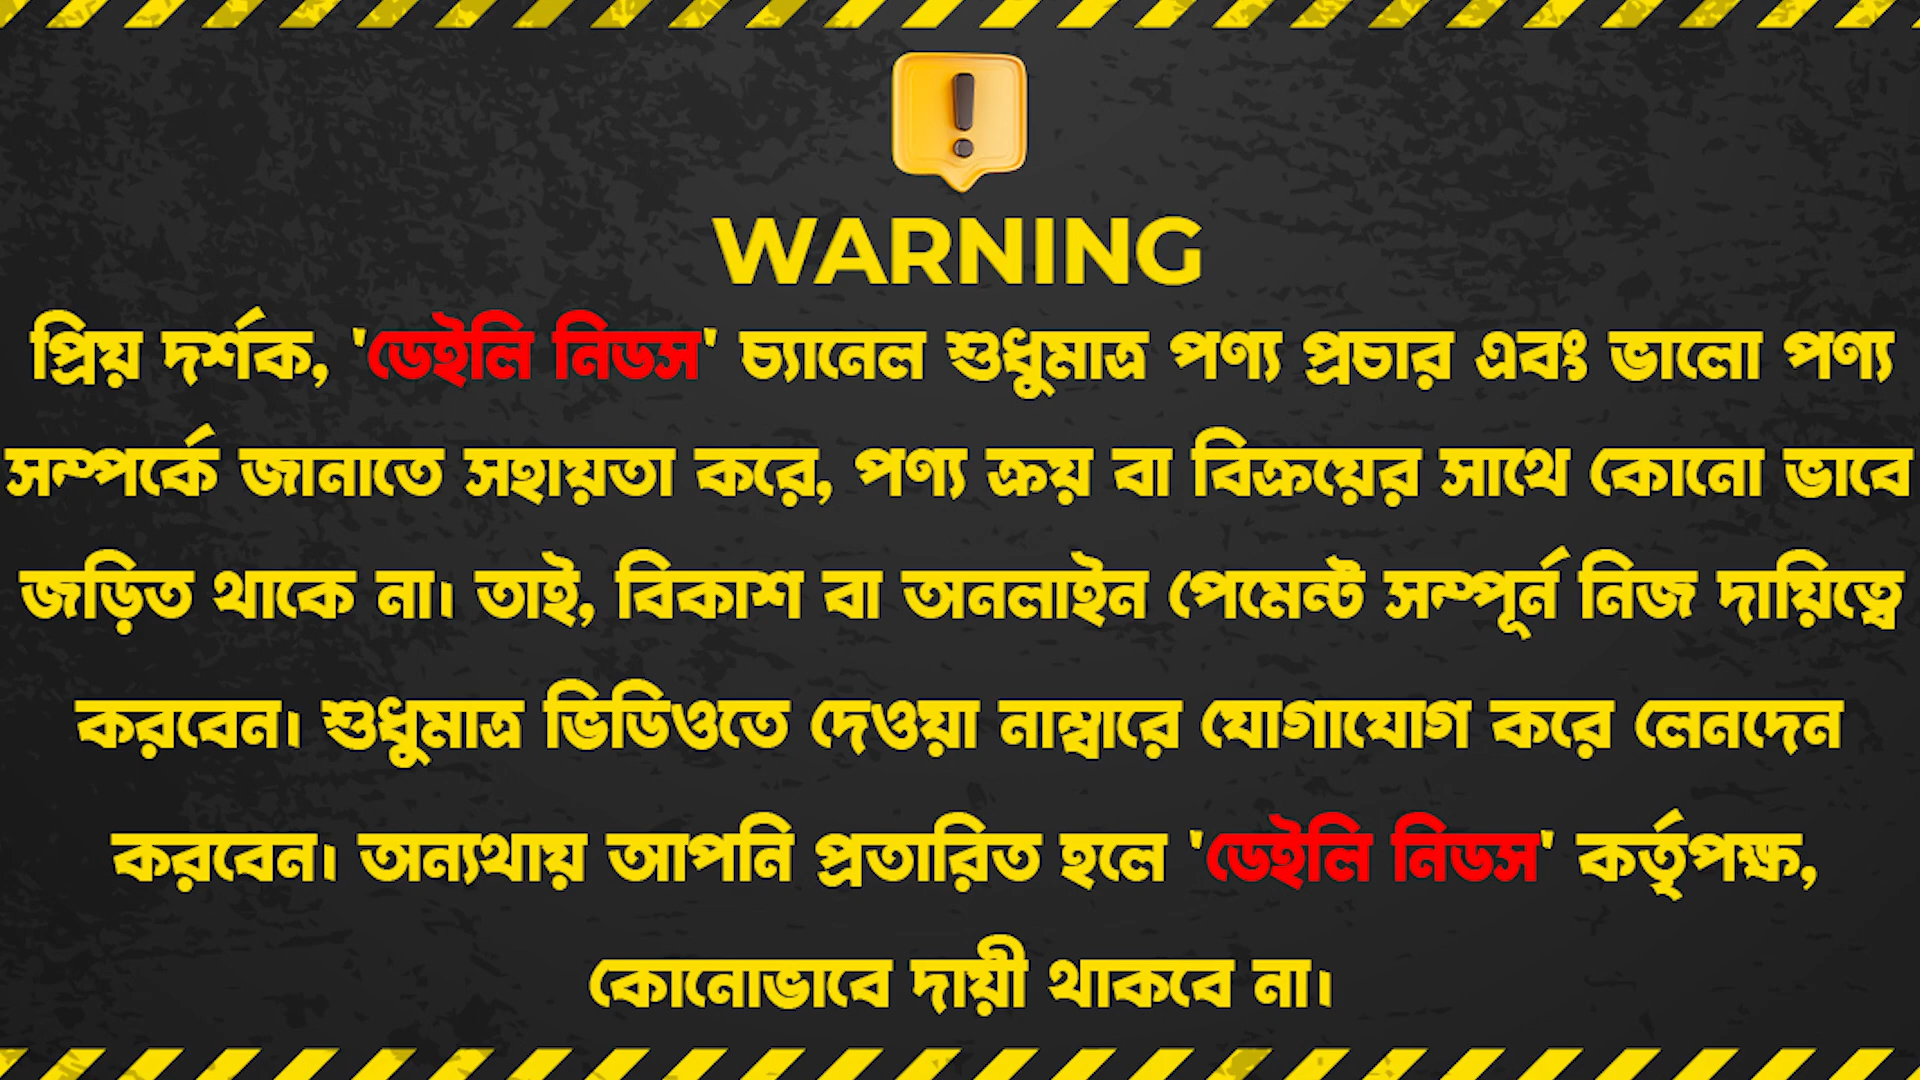 WARNING
প্রিয় দর্শক, 'ডেইলি নিডস' চ্যানেল শুধুমাত্র পণ্য প্রচার এবং ভালো পণ্য
সম্পর্কে জানাতে সহায়তা করে, পণ্য ক্রয় বা বিক্রয়ের সাথে কোনো ভাবে
জড়িত থাকে না। তাই, বিকাশ বা অনলাইন পেমেন্ট সম্পূর্ন নিজ দায়িত্বে
করবেন। শুধুমাত্র ভিডিওতে দেওয়া নাম্বারে যোগাযোগ করে লেনদেন
করবেন। অন্যথায় আপনি প্রতারিত হলে 'ডেইলি নিডস' কর্তৃপক্ষ,
কোনোভাবে দায়ী থাকবে না।